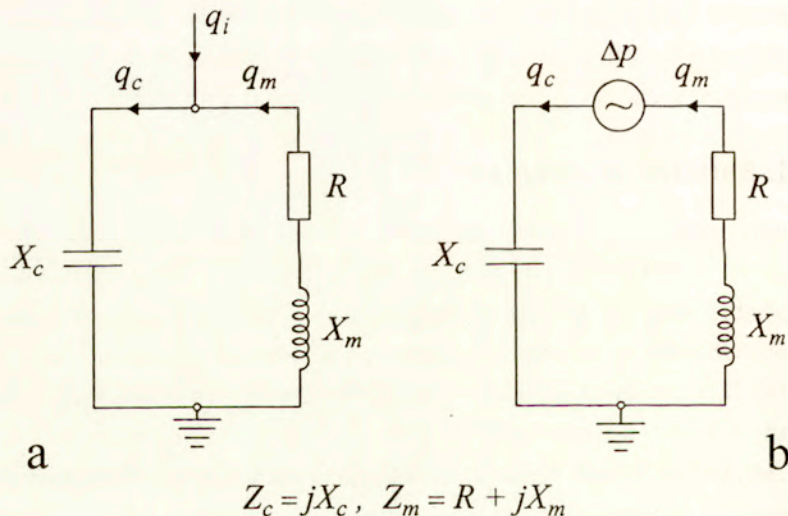 q_i
q_c q_m
R
X_c
X_m
a
Δp
q_c ~ q_m
R
X_c
X_m
b
Z_c = jX_c , Z_m = R + jX_m